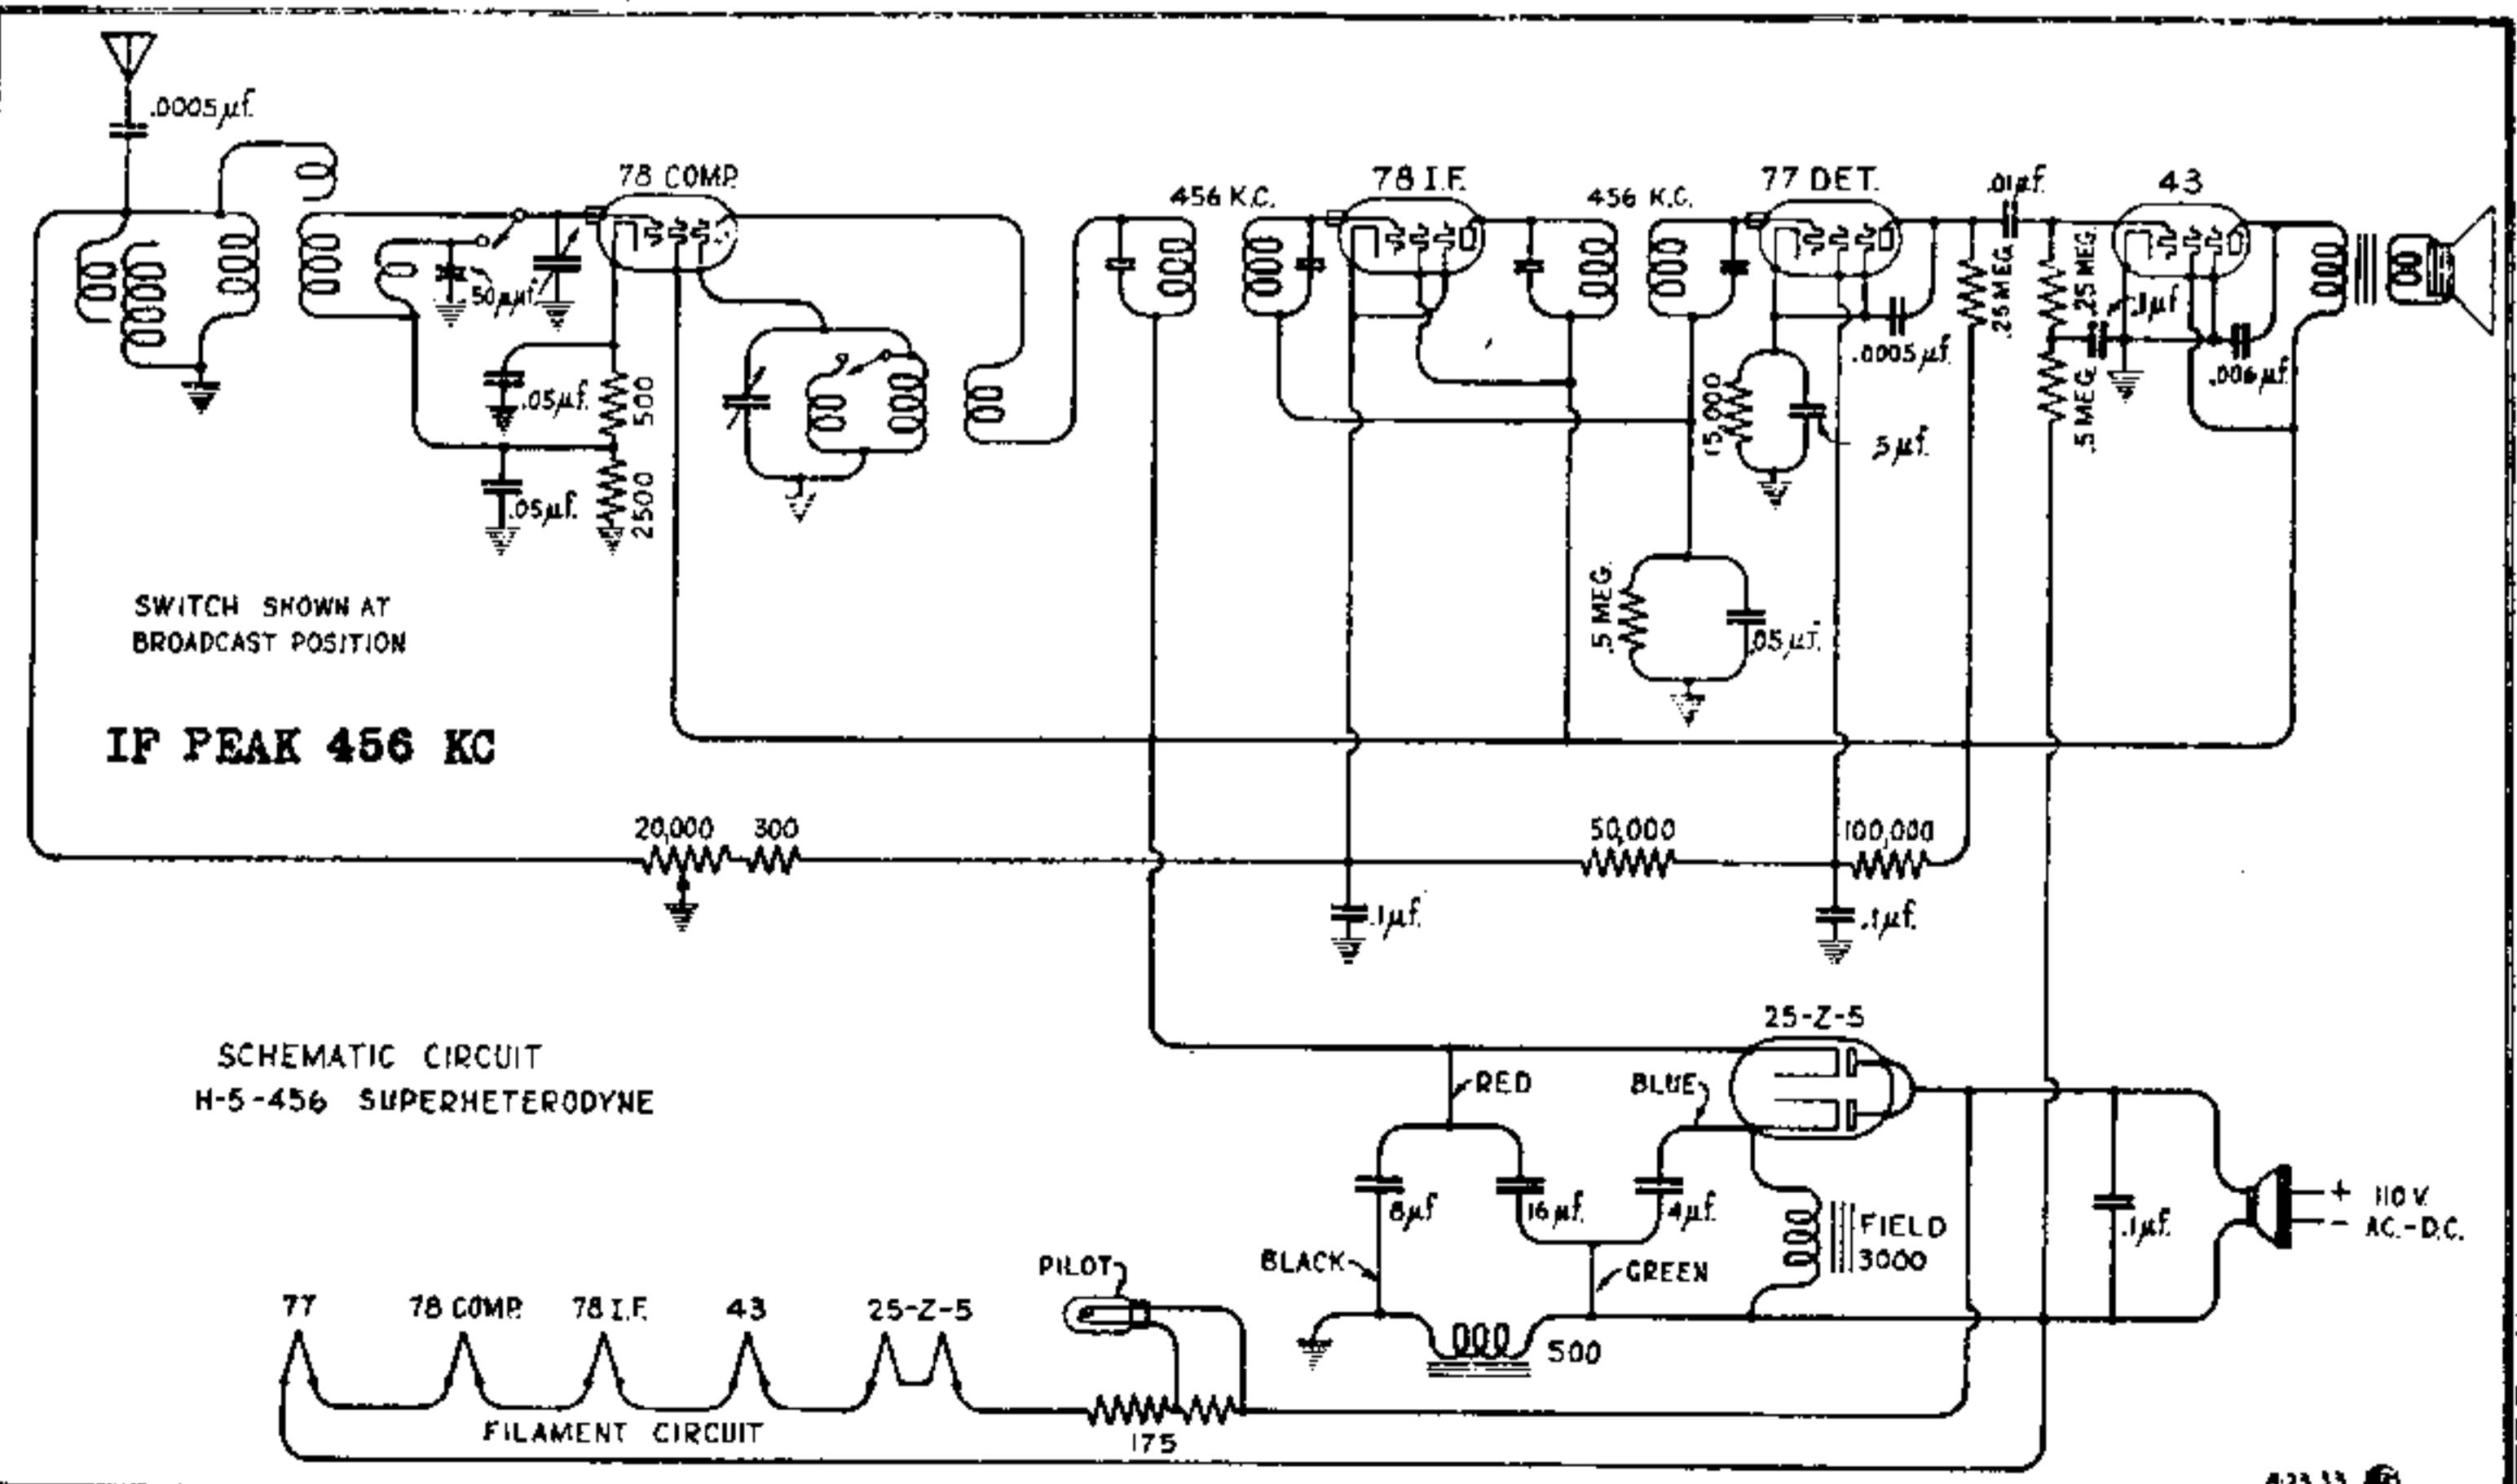 .0005μf.
78 COMP.
456 K.C.
78 I.F.
456 K.C.
77 DET.
.01μf.
43
50μμf.
.05μf.
500
.05μf.
2500
.0005μf.
.25 MEG.
.25 MEG.
.1μf
.006μf.
.5 MEG.
15,000
.5μf.
.5 MEG.
.05μf.
SWITCH SHOWN AT
BROADCAST POSITION
IF PEAK 456 KC
20,000
300
50,000
100,000
.1μf.
.1μf.
SCHEMATIC CIRCUIT
H-5-456 SUPERHETERODYNE
25-Z-5
RED
BLUE
8μf
16μf.
4μf.
FIELD
3000
.1μf.
+ 110 V.
- AC.-D.C.
BLACK
GREEN
500
PILOT
77
78 COMP.
78 I.F.
43
25-Z-5
FILAMENT CIRCUIT
175